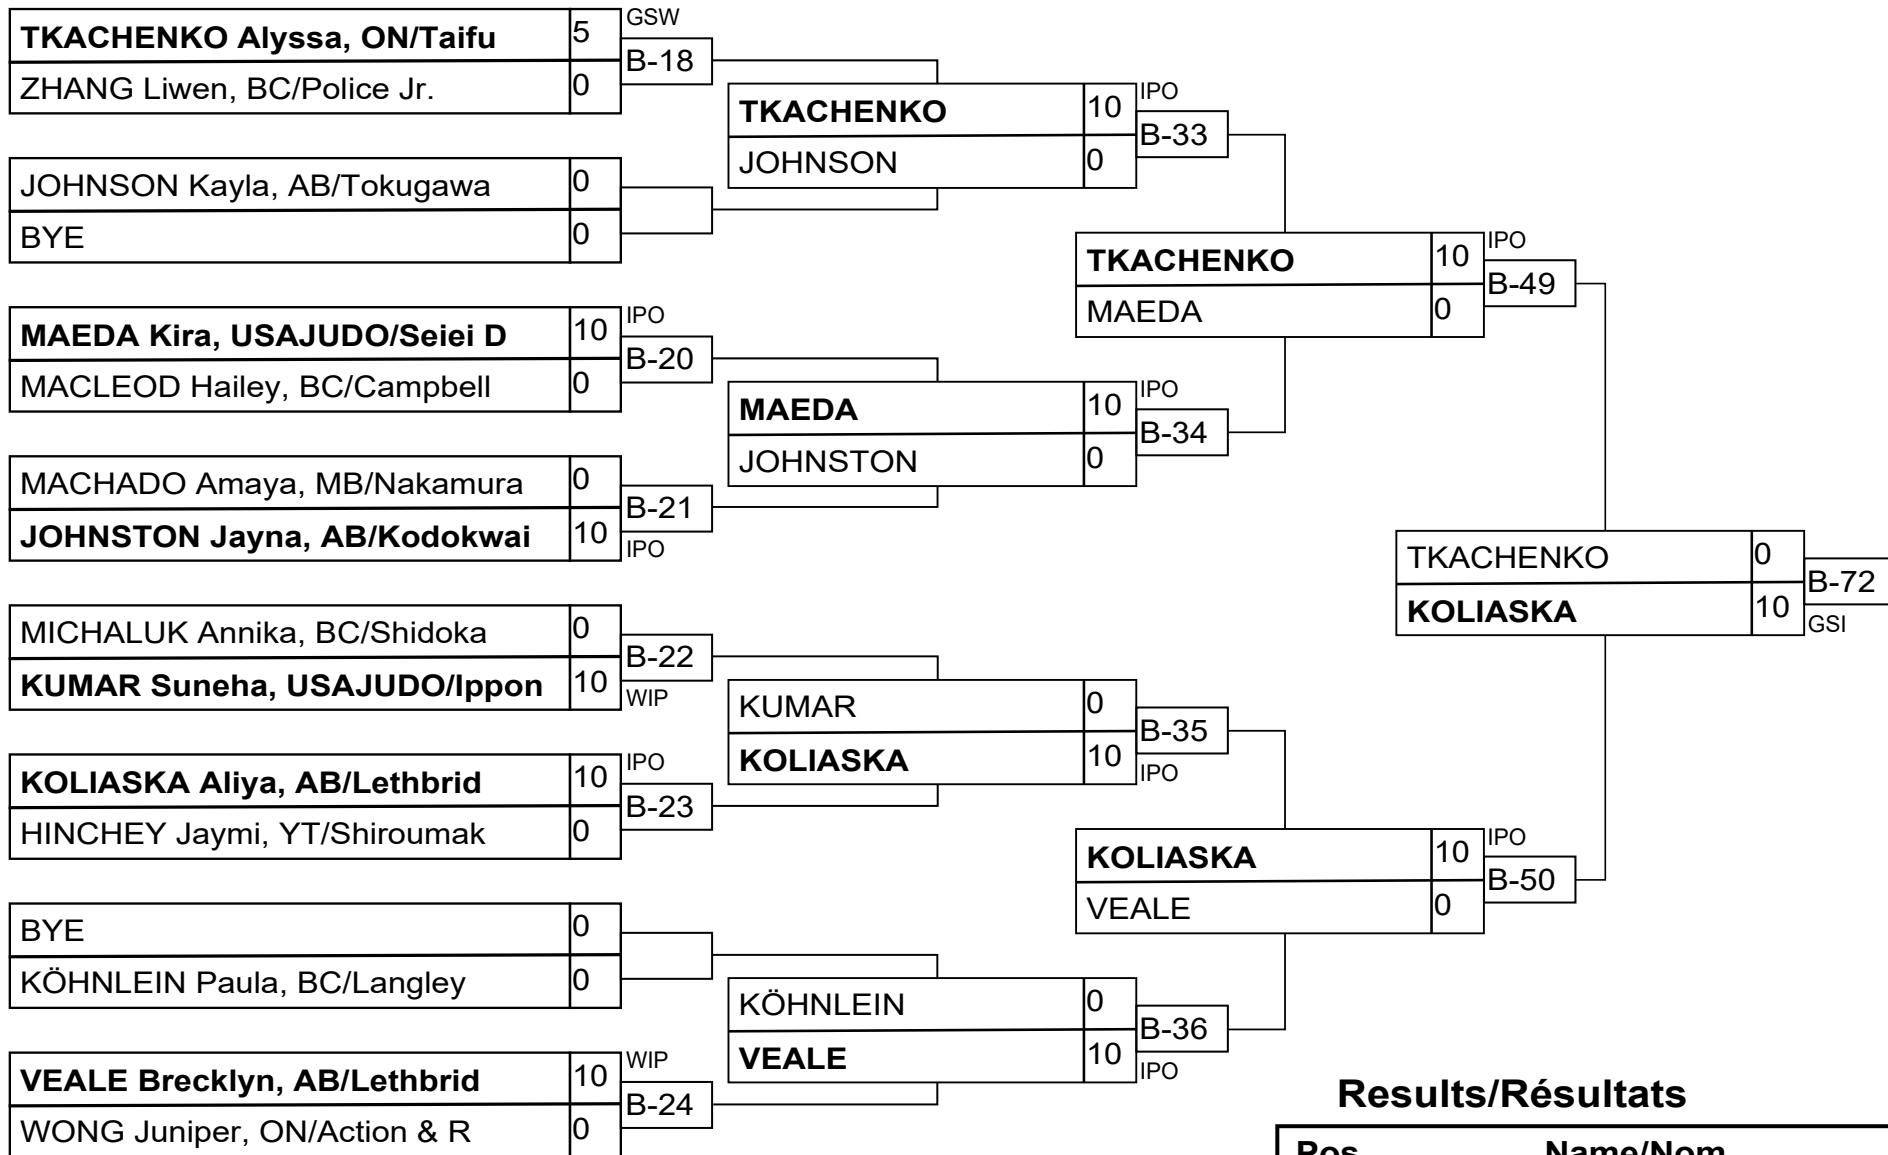 TKACHENKO Alyssa, ON/Taifu 5 GSW
ZHANG Liwen, BC/Police Jr. 0
B-18
JOHNSON Kayla, AB/Tokugawa 0
BYE 0
MAEDA Kira, USAJUDO/Seiei D 10 IPO
MACLEOD Hailey, BC/Campbell 0
B-20
MACHADO Amaya, MB/Nakamura 0
JOHNSTON Jayna, AB/Kodokwai 10 IPO
B-21
MICHALUK Annika, BC/Shidoka 0
KUMAR Suneha, USAJUDO/Ippon 10 WIP
B-22
KOLIASKA Aliya, AB/Lethbrid 10 IPO
HINCHEY Jaymi, YT/Shiroumak 0
B-23
BYE 0
KÖHNLEIN Paula, BC/Langley 0
VEALE Brecklyn, AB/Lethbrid 10 WIP
WONG Juniper, ON/Action & R 0
B-24
TKACHENKO 10 IPO
JOHNSON 0
B-33
MAEDA 10 IPO
JOHNSTON 0
B-34
KUMAR 0
KOLIASKA 10 IPO
B-35
KÖHNLEIN 0
VEALE 10 IPO
B-36
TKACHENKO 10 IPO
MAEDA 0
B-49
KOLIASKA 10 IPO
VEALE 0
B-50
TKACHENKO 0
KOLIASKA 10 GSI
B-72
Results/Résultats
Pos Name/Nom